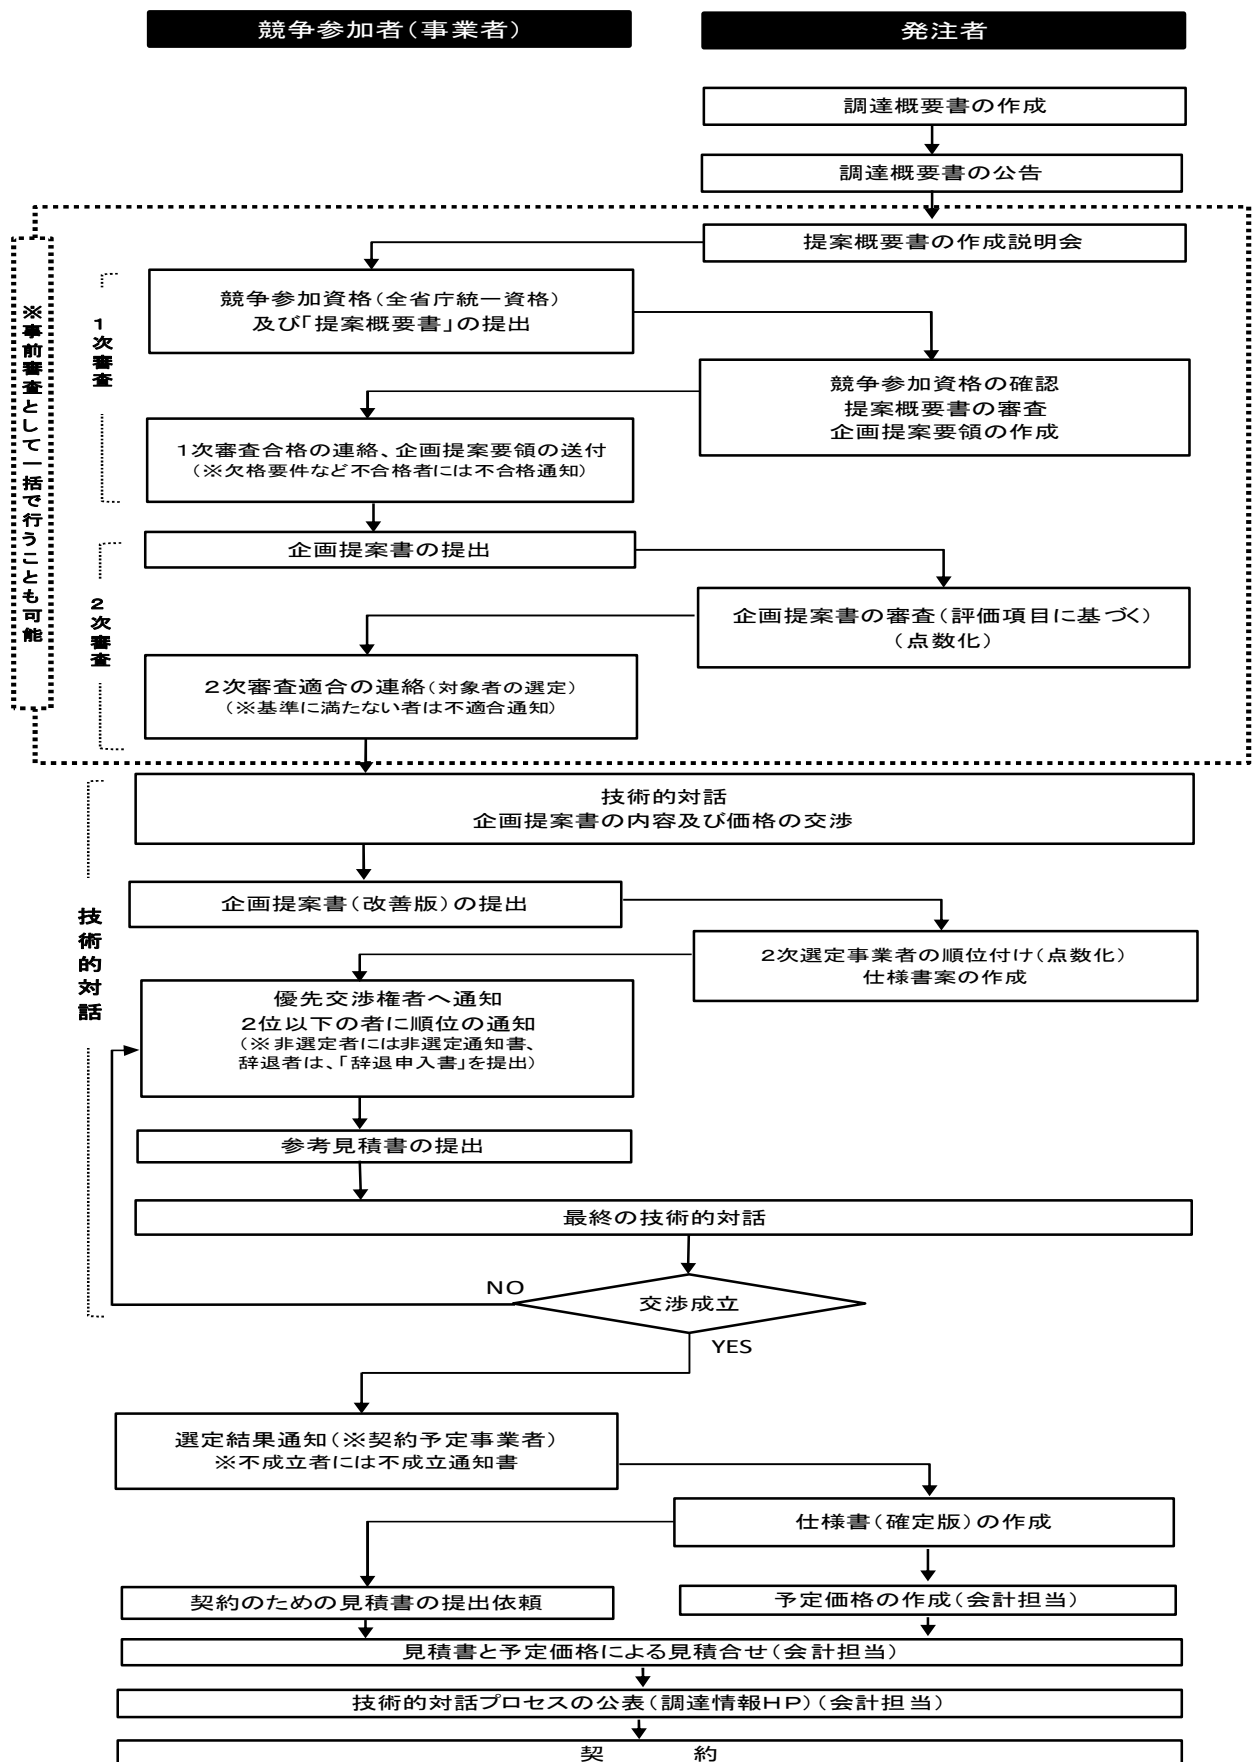 競争参加者（事業者）
発注者
調達概要書の作成
調達概要書の公告
提案概要書の作成説明会
※事前審査として一括で行うことも可能
1次審査
競争参加資格（全省庁統一資格）
及び「提案概要書」の提出
競争参加資格の確認
提案概要書の審査
企画提案要領の作成
1次審査合格の連絡、企画提案要領の送付
（※欠格要件など不合格者には不合格通知）
2次審査
企画提案書の提出
企画提案書の審査（評価項目に基づく）
（点数化）
2次審査適合の連絡（対象者の選定）
（※基準に満たない者は不適合通知）
技術的対話
技術的対話
企画提案書の内容及び価格の交渉
企画提案書（改善版）の提出
2次選定事業者の順位付け（点数化）
仕様書案の作成
優先交渉権者へ通知
2位以下の者に順位の通知
（※非選定者には非選定通知書、
辞退者は、「辞退申入書」を提出）
参考見積書の提出
最終の技術的対話
NO
交渉成立
YES
選定結果通知（※契約予定事業者）
※不成立者には不成立通知書
仕様書（確定版）の作成
契約のための見積書の提出依頼
予定価格の作成（会計担当）
見積書と予定価格による見積合せ（会計担当）
技術的対話プロセスの公表（調達情報HP）（会計担当）
契　約